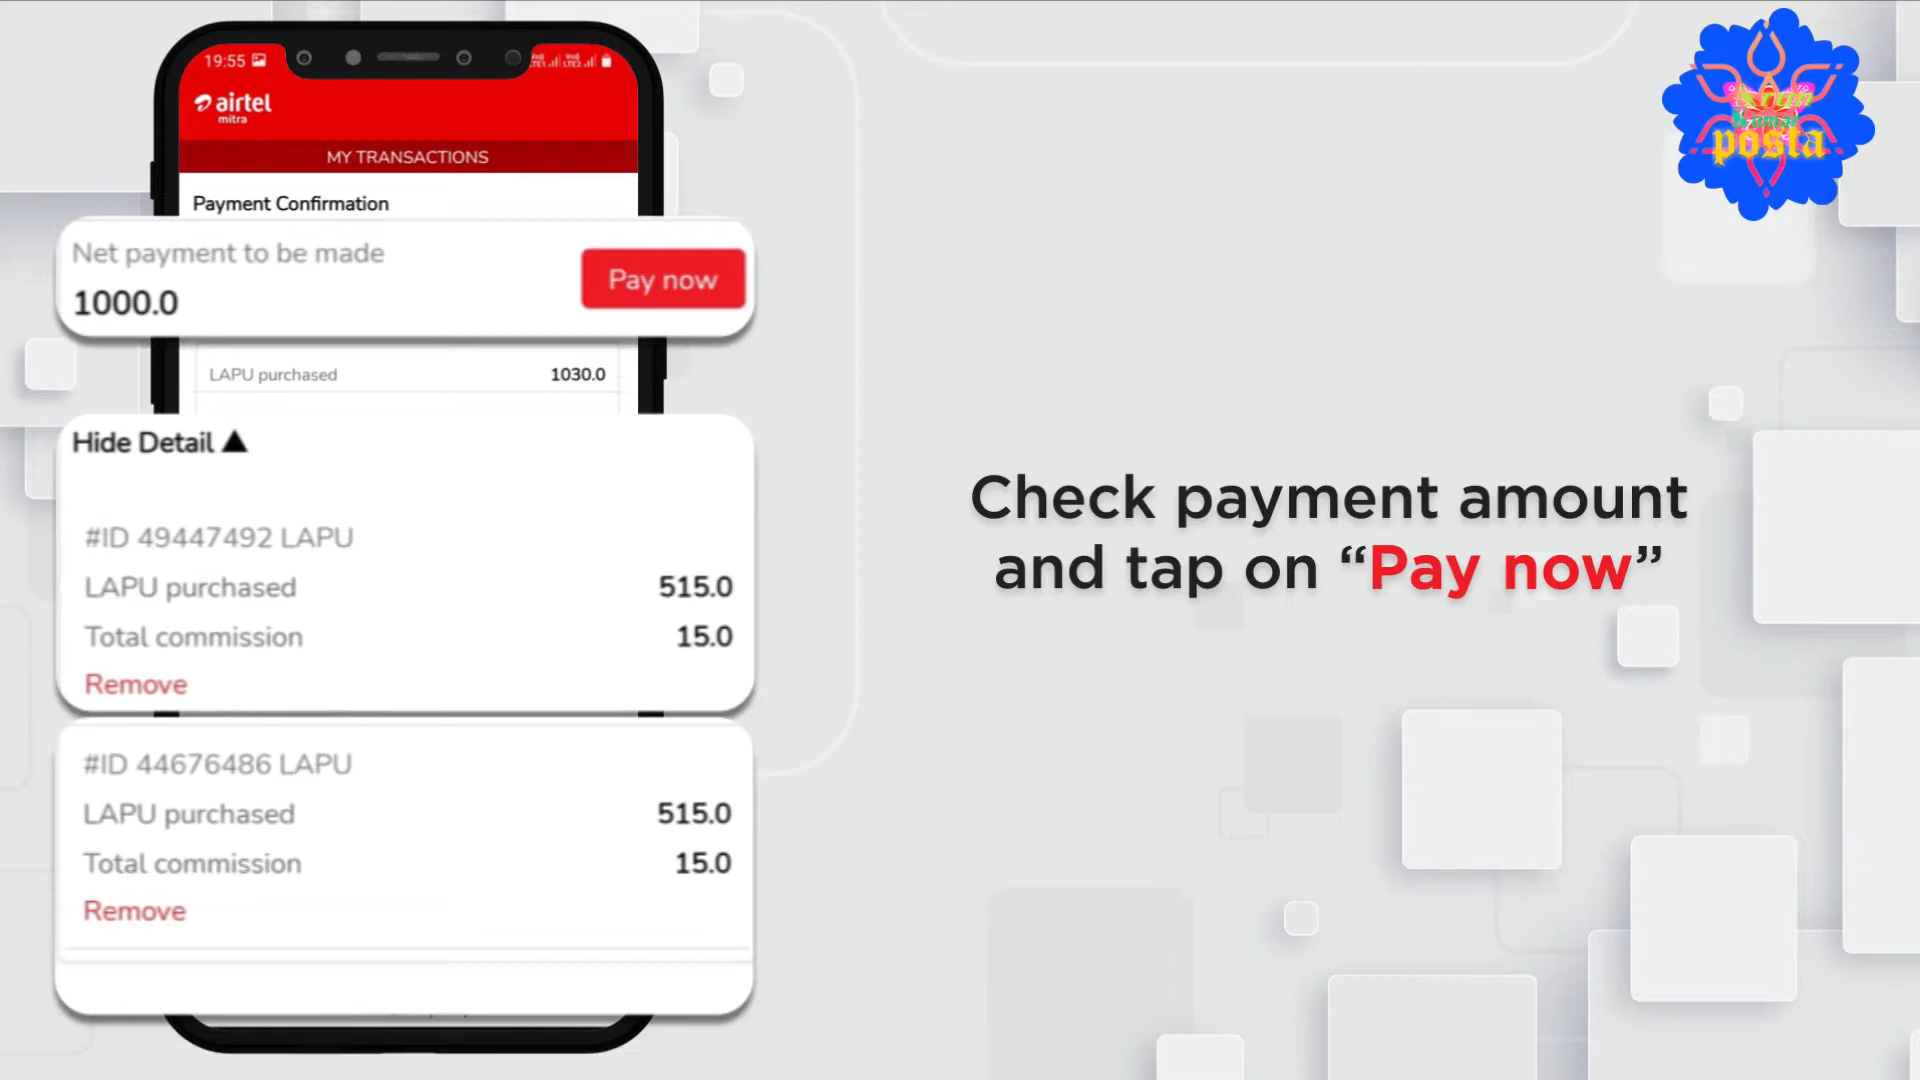 19:55
airtel
mitra
MY TRANSACTIONS
Payment Confirmation
Net payment to be made
1000.0
Pay now
LAPU purchased 1030.0
Hide Detail ▲
#ID 49447492 LAPU
LAPU purchased 515.0
Total commission 15.0
Remove
#ID 44676486 LAPU
LAPU purchased 515.0
Total commission 15.0
Remove
Check payment amount
and tap on “Pay now”
Kumar
posta